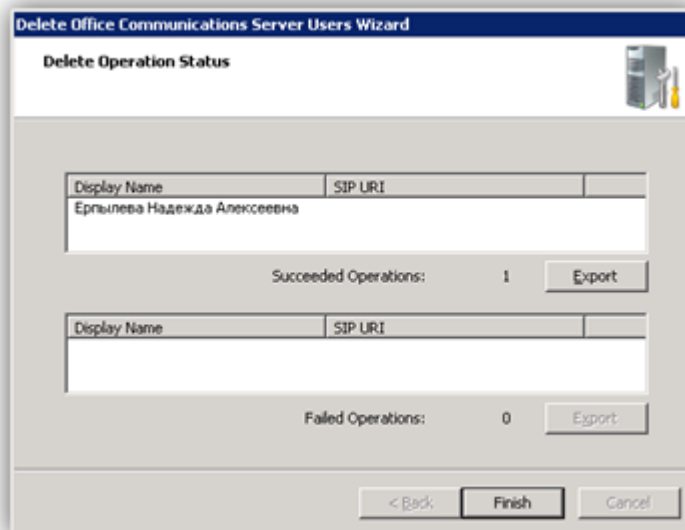 Delete Office Communications Server Users Wizard
Delete Operation Status
Display Name SIP URI
Ерпылева Надежда Алексеевна
Succeeded Operations: 1 Export
Display Name SIP URI
Failed Operations: 0 Export
< Back Finish Cancel